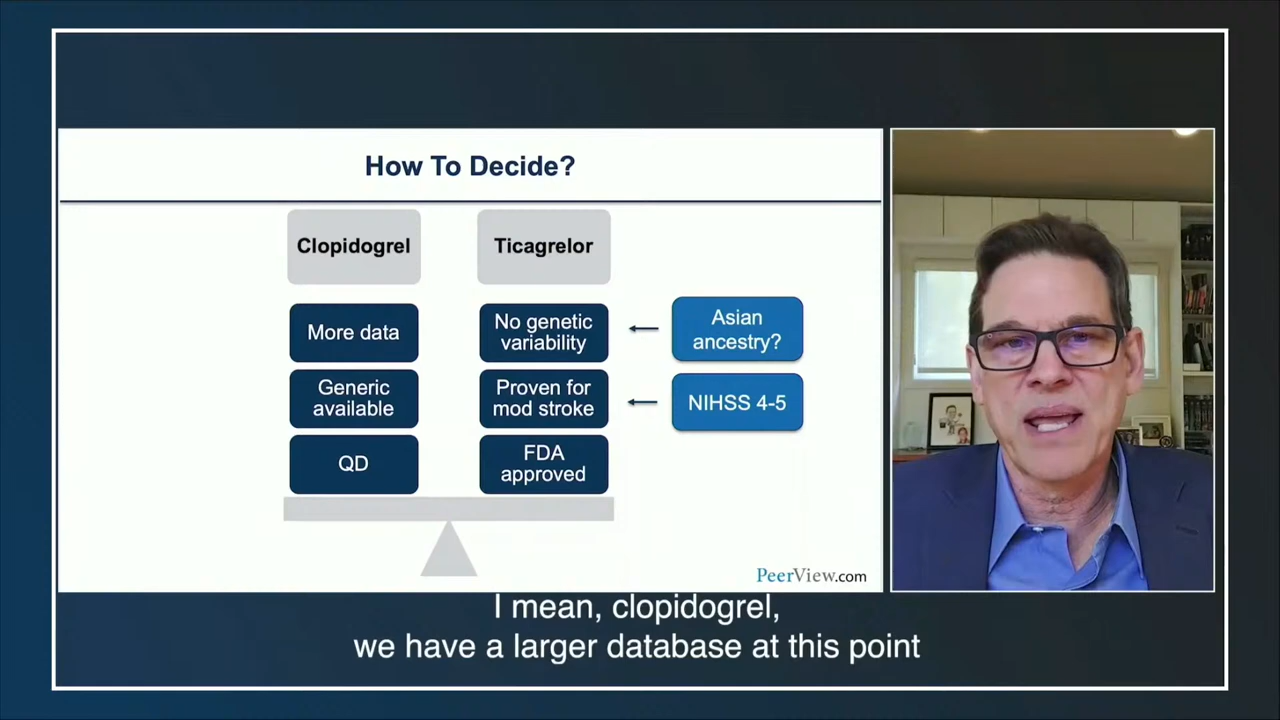 How To Decide?
Clopidogrel
Ticagrelor
More data
No genetic
variability
Asian
ancestry?
Generic
available
Proven for
mod stroke
NIHSS 4-5
QD
FDA
approved
PeerView.com
I mean, clopidogrel,
we have a larger database at this point